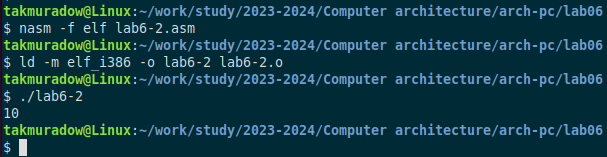 takmuradow@Linux:~/work/study/2023-2024/Computer architecture/arch-pc/lab06
$ nasm -f elf lab6-2.asm
takmuradow@Linux:~/work/study/2023-2024/Computer architecture/arch-pc/lab06
$ ld -m elf_i386 -o lab6-2 lab6-2.o
takmuradow@Linux:~/work/study/2023-2024/Computer architecture/arch-pc/lab06
$ ./lab6-2
10
takmuradow@Linux:~/work/study/2023-2024/Computer architecture/arch-pc/lab06
$